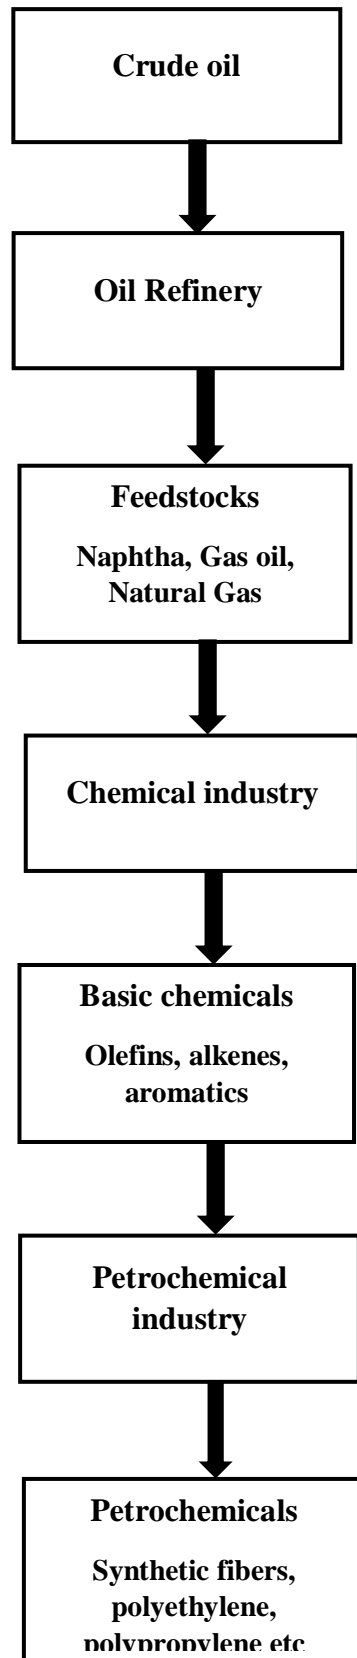 Crude oil
Oil Refinery
Feedstocks
Naphtha, Gas oil,
Natural Gas
Chemical industry
Basic chemicals
Olefins, alkenes,
aromatics
Petrochemical
industry
Petrochemicals
Synthetic fibers,
polyethylene,
polypropylene etc